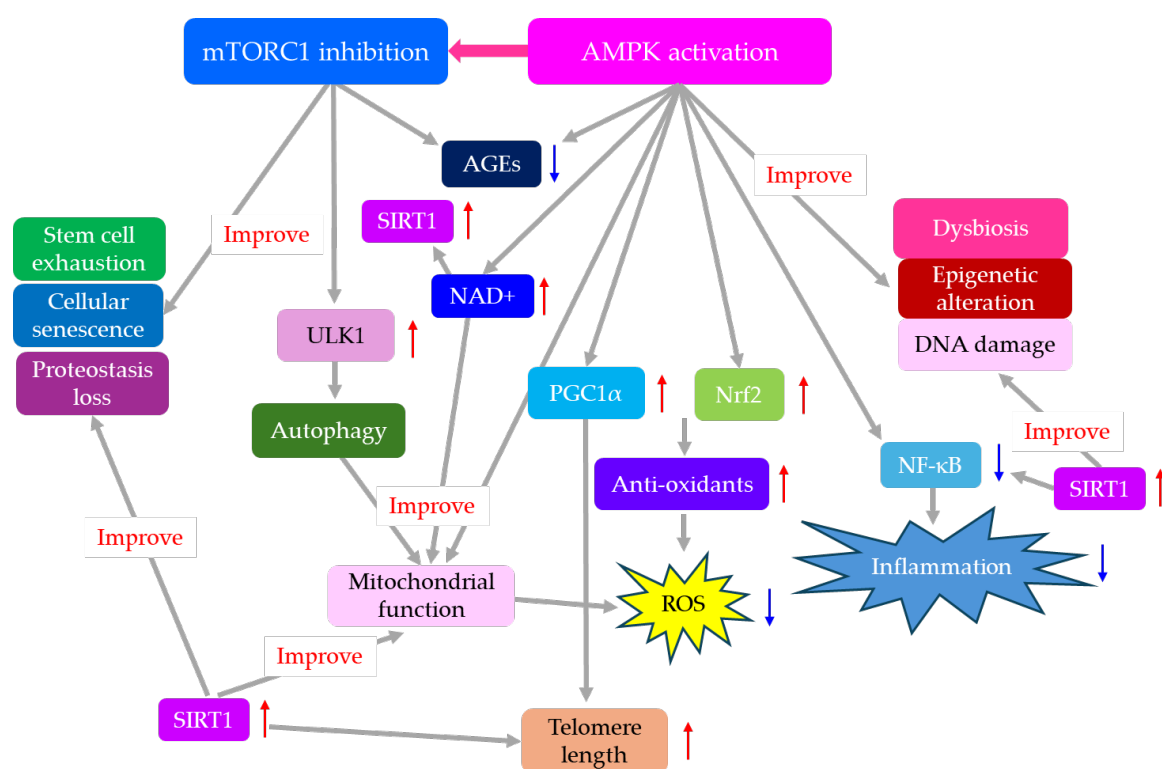 mTORC1 inhibition
AMPK activation
AGEs
Improve
SIRT1
Improve
Stem cell
exhaustion
Cellular
senescence
Proteostasis
loss
Dysbiosis
Epigenetic
alteration
DNA damage
NAD+
ULK1
PGC1α
Nrf2
Autophagy
Improve
NF-κB
SIRT1
Anti-oxidants
Improve
Improve
Inflammation
Mitochondrial
function
ROS
Improve
SIRT1
Telomere
length